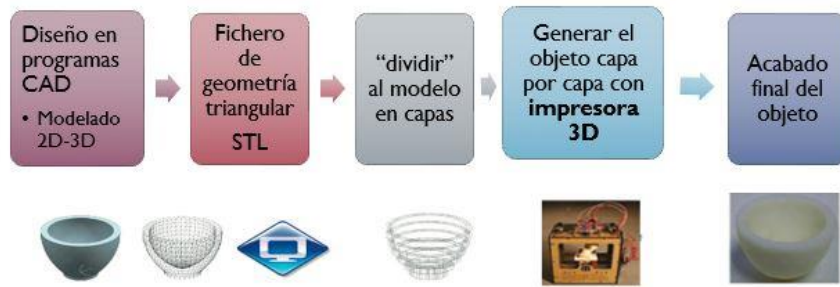 Diseño en
programas
CAD
• Modelado
2D-3D
Fichero
de
geometría
triangular
STL
“dividir”
al modelo
en capas
Generar el
objeto capa
por capa con
impresora
3D
Acabado
final del
objeto